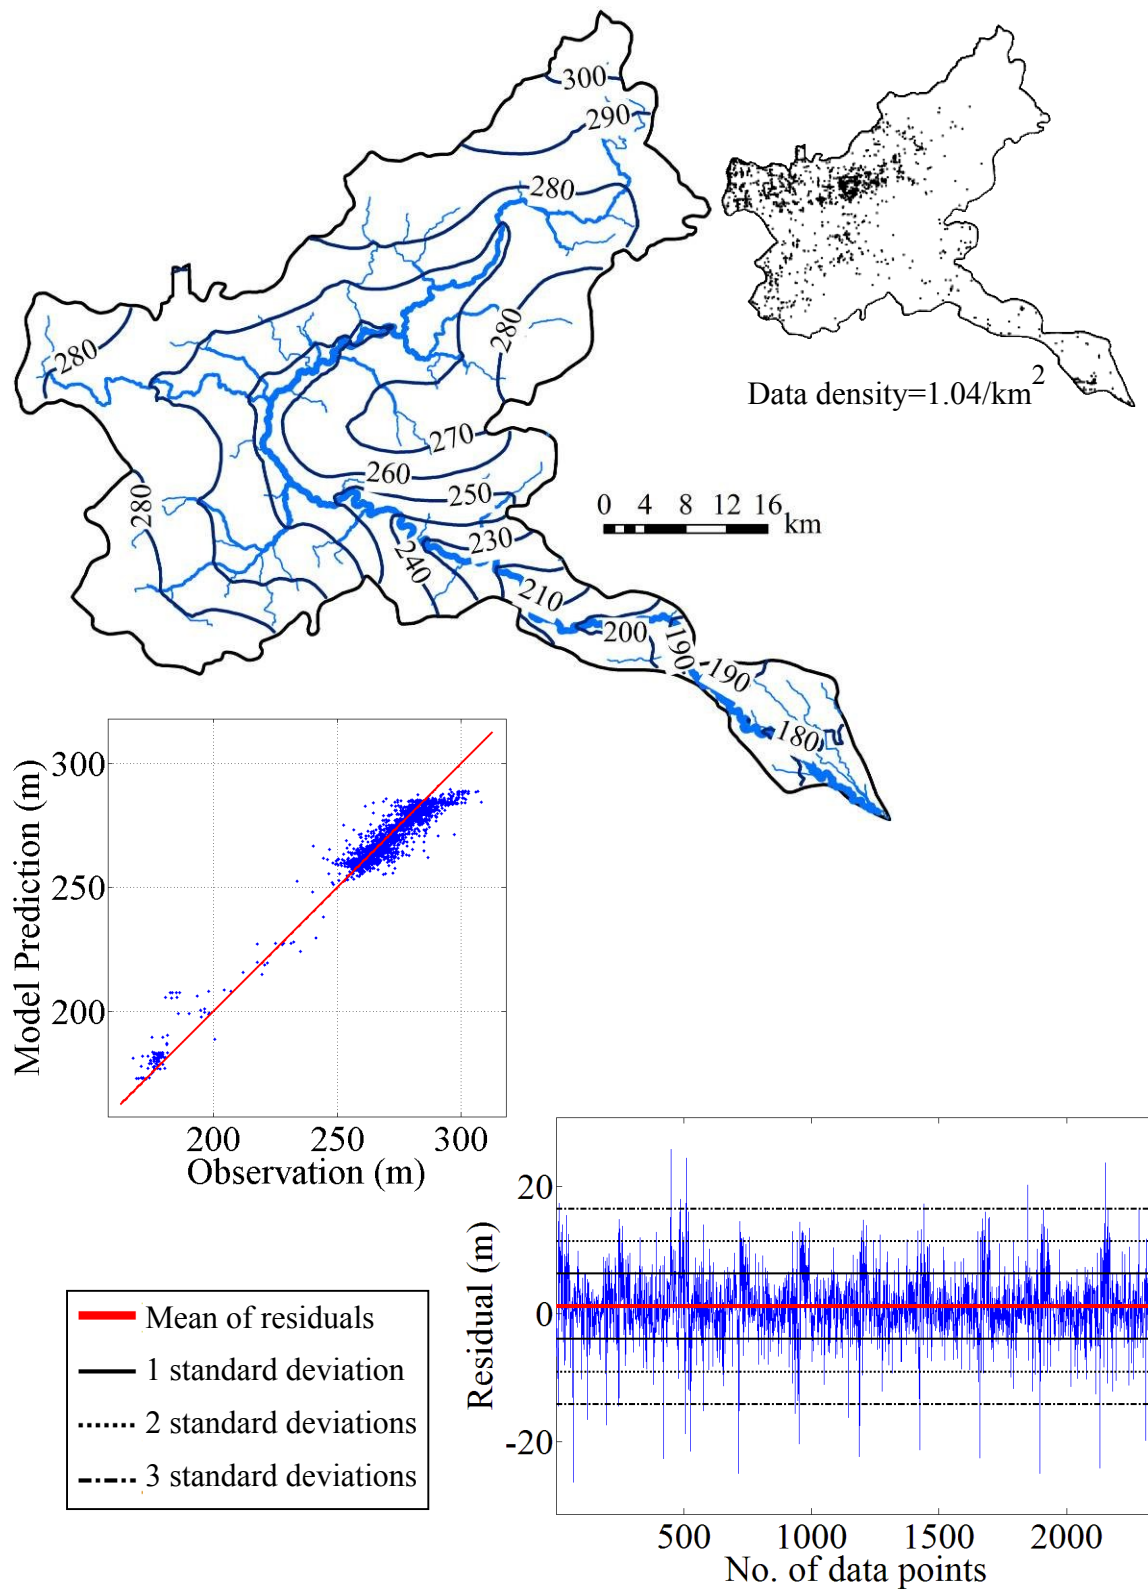 300
290
280
280
280
270
260
250
280
240
230
210
200
190
190
180
Data density=1.04/km2
0 4 8 12 16 km
Model Prediction (m)
300
250
200
200 250 300
Observation (m)
Residual (m)
20
0
-20
500 1000 1500 2000
No. of data points
Mean of residuals
1 standard deviation
2 standard deviations
3 standard deviations